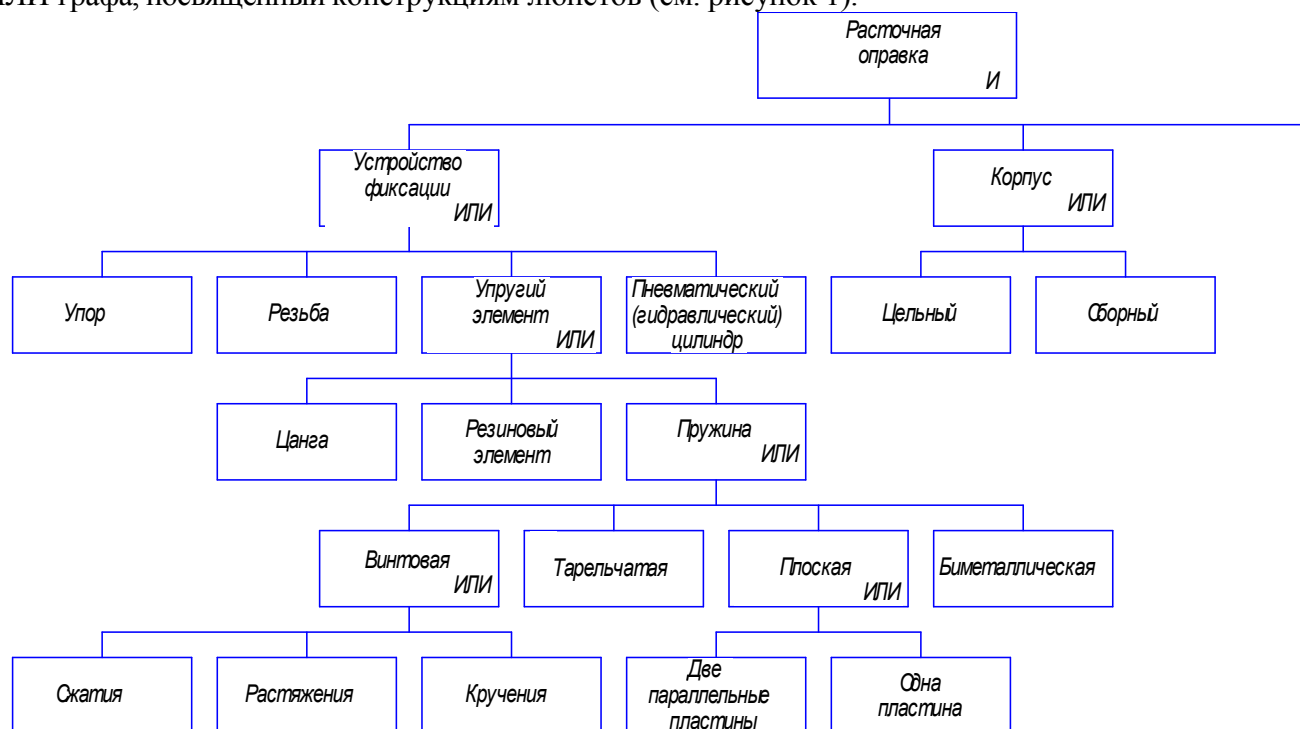 ИЛИ графа, посвященный конструкциям люнетов (см. рисунок 1).
Расточная
оправка
И
Устройство
фиксации
ИЛИ
Корпус
ИЛИ
Упор
Резьба
Упругий
элемент
ИЛИ
Пневматический
(гидравлический)
цилиндр
Цельный
Сборный
Цанга
Резиновый
элемент
Пружина
ИЛИ
Винтовая
ИЛИ
Тарельчатая
Плоская
ИЛИ
Биметаллическая
Сжатия
Растяжения
Кручения
Две
параллельные
пластины
Одна
пластина